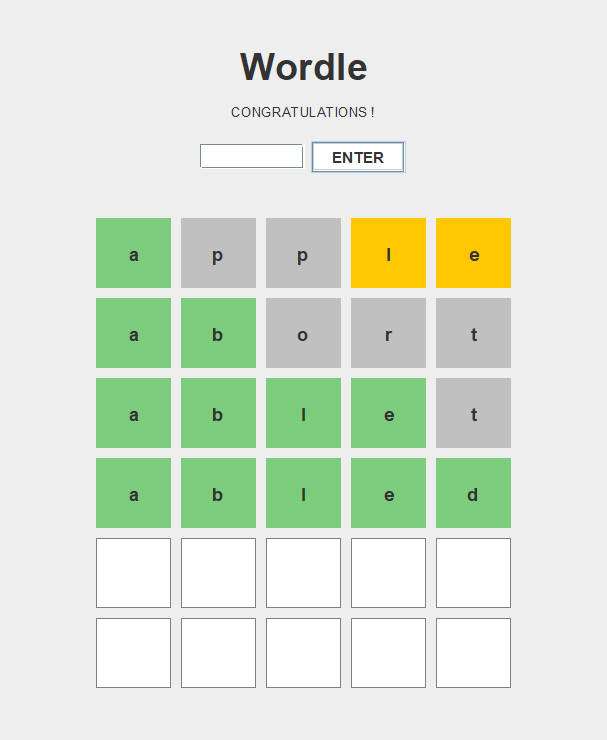 Wordle
CONGRATULATIONS !
ENTER
a p p l e
a b o r t
a b l e t
a b l e d